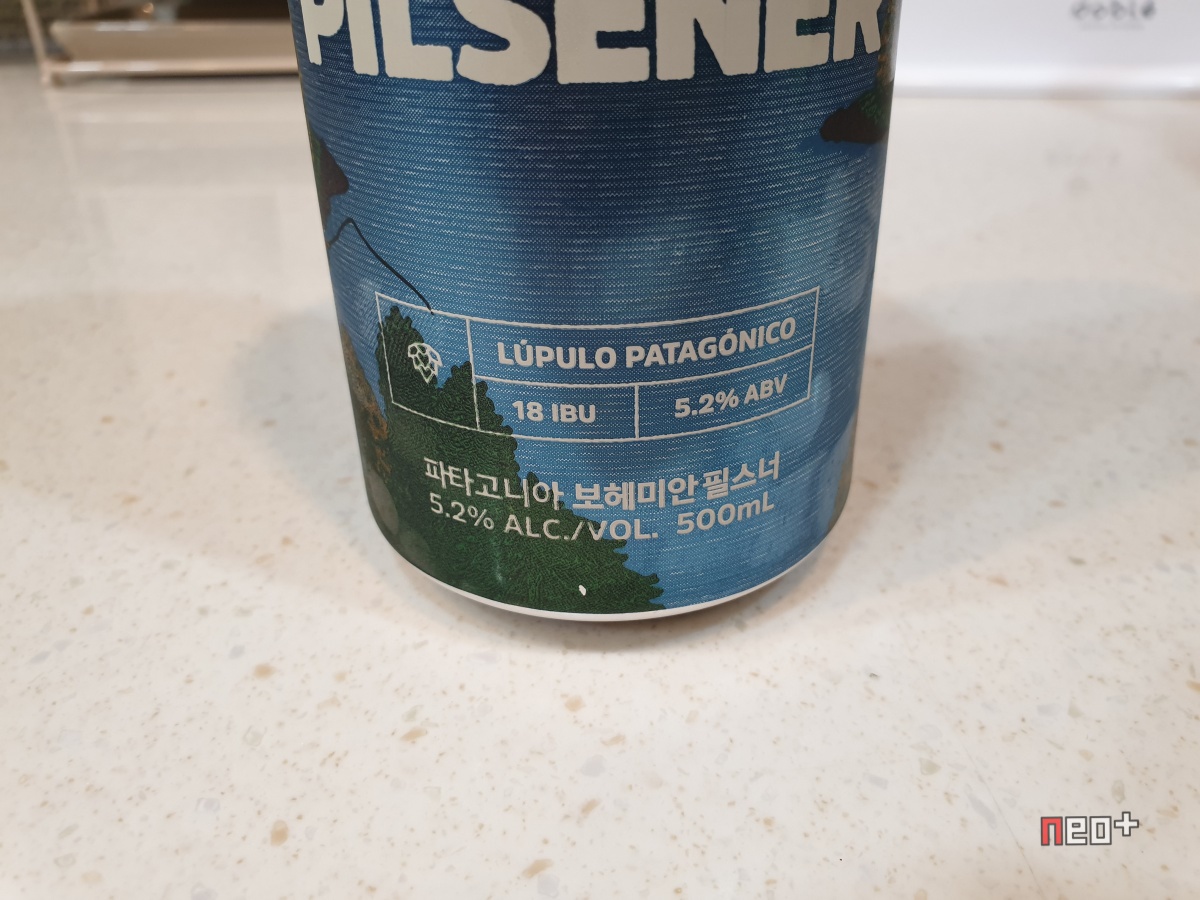 PILSENER
LÚPULO PATAGÓNICO
18 IBU
5.2% ABV
파타고니아 보헤미안 필스너
5.2% ALC./VOL. 500mL
neo+